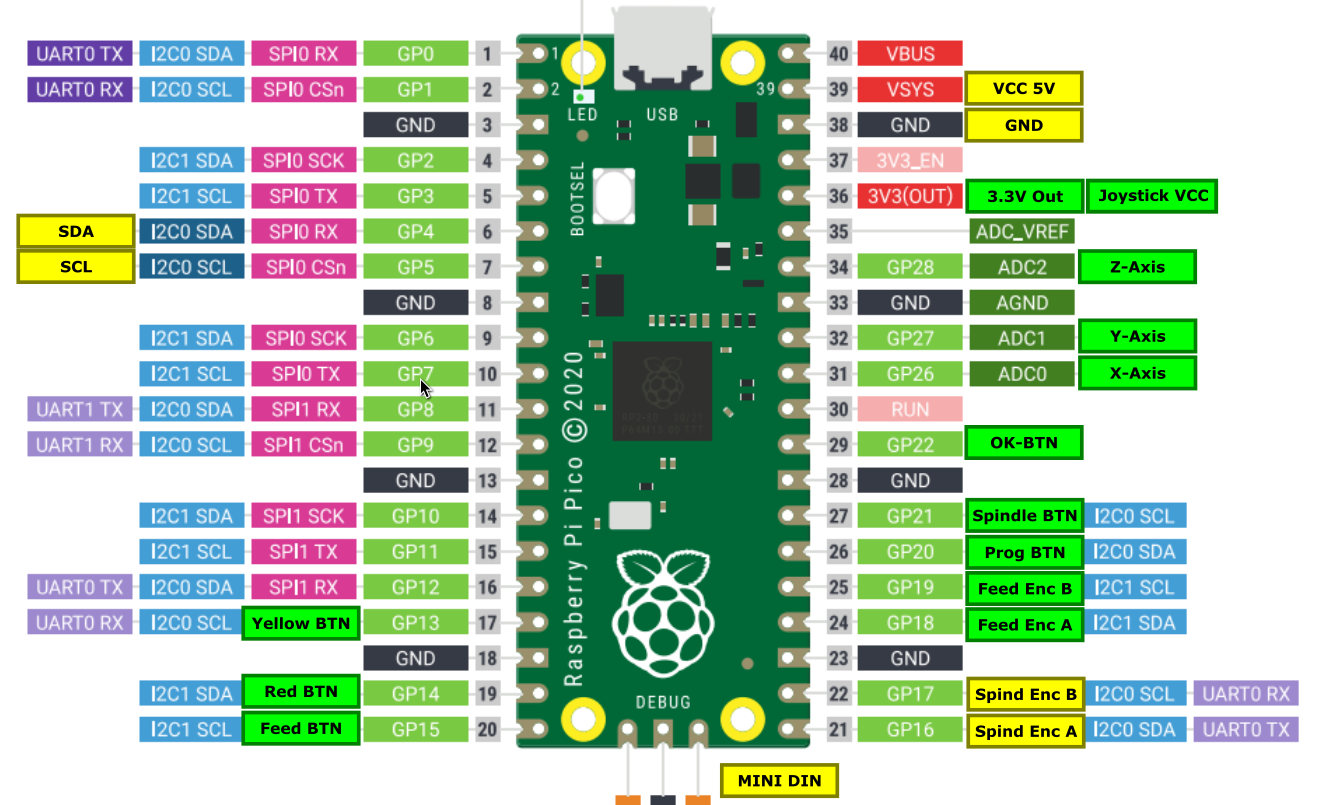 UART0 TX I2C0 SDA SPI0 RX GP0 1 1 40 VBUS
UART0 RX I2C0 SCL SPI0 CSn GP1 2 2 LED USB 39 39 VSYS VCC 5V
GND 3 38 GND GND
I2C1 SDA SPI0 SCK GP2 4 37 3V3_EN
I2C1 SCL SPI0 TX GP3 5 BOOTSEL 36 3V3(OUT) 3.3V Out Joystick VCC
SDA I2C0 SDA SPI0 RX GP4 6 35 ADC_VREF
SCL I2C0 SCL SPI0 CSn GP5 7 34 GP28 ADC2 Z-Axis
GND 8 33 GND AGND
I2C1 SDA SPI0 SCK GP6 9 32 GP27 ADC1 Y-Axis
I2C1 SCL SPI0 TX GP7 10 31 GP26 ADC0 X-Axis
UART1 TX I2C0 SDA SPI1 RX GP8 11 30 RUN
UART1 RX I2C0 SCL SPI1 CSn GP9 12 29 GP22 OK-BTN
GND 13 28 GND
I2C1 SDA SPI1 SCK GP10 14 27 GP21 Spindle BTN I2C0 SCL
I2C1 SCL SPI1 TX GP11 15 26 GP20 Prog BTN I2C0 SDA
UART0 TX I2C0 SDA SPI1 RX GP12 16 25 GP19 Feed Enc B I2C1 SCL
UART0 RX I2C0 SCL Yellow BTN GP13 17 24 GP18 Feed Enc A I2C1 SDA
GND 18 23 GND
Raspberry Pi Pico ©2020
I2C1 SDA Red BTN GP14 19 DEBUG 22 GP17 Spind Enc B I2C0 SCL UART0 RX
I2C1 SCL Feed BTN GP15 20 21 GP16 Spind Enc A I2C0 SDA UART0 TX
MINI DIN